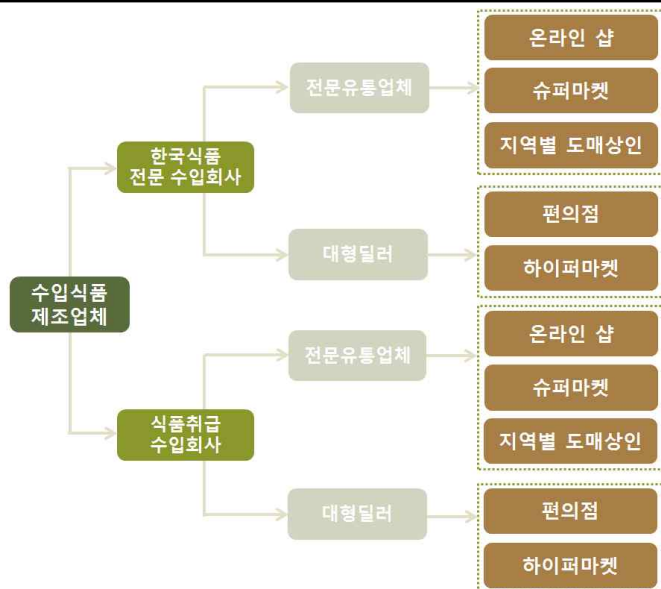 온라인 샵
전문유통업체
슈퍼마켓
지역별 도매상인
한국식품
전문 수입회사
편의점
대형딜러
하이퍼마켓
수입식품
제조업체
온라인 샵
전문유통업체
슈퍼마켓
지역별 도매상인
식품취급
수입회사
편의점
대형딜러
하이퍼마켓